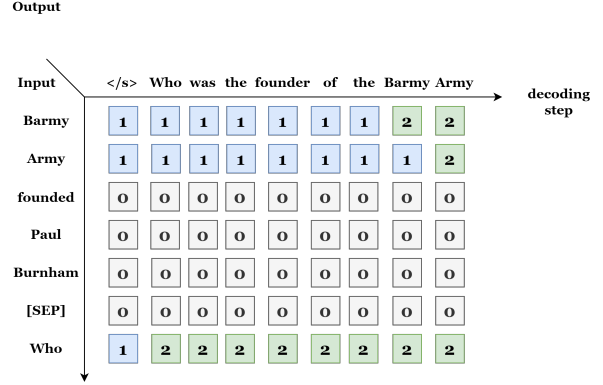 Output
Input </s> Who was the founder of the Barmy Army
decoding
step
Barmy 1 1 1 1 1 1 1 2 2
Army 1 1 1 1 1 1 1 1 2
founded 0 0 0 0 0 0 0 0 0
Paul 0 0 0 0 0 0 0 0 0
Burnham 0 0 0 0 0 0 0 0 0
[SEP] 0 0 0 0 0 0 0 0 0
Who 1 2 2 2 2 2 2 2 2